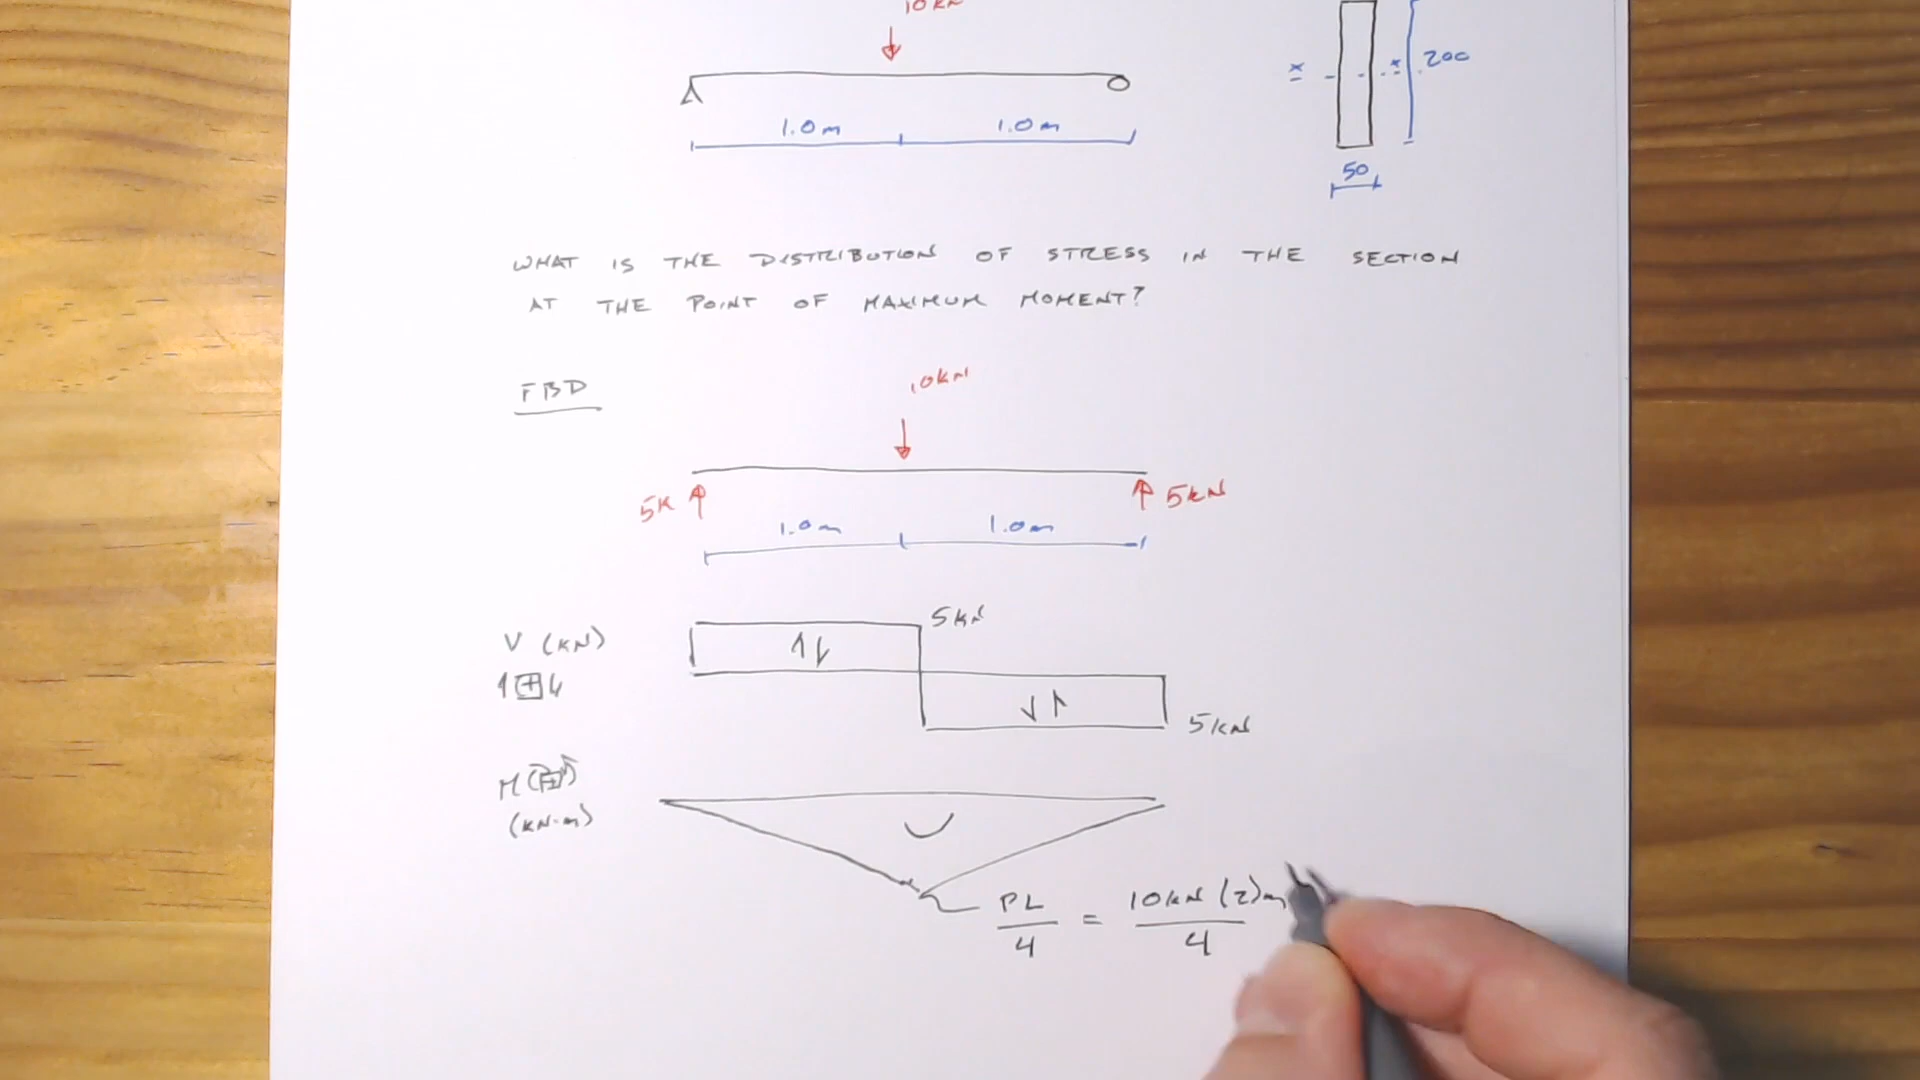 10 KN
1.0m 1.0m
x x 200
50
WHAT IS THE DISTRIBUTION OF STRESS IN THE SECTION
AT THE POINT OF MAXIMUM MOMENT?
FBD
10KN
5K 5KN
1.0m 1.0m
V (KN) 5KN
+
5KN
M (+)
(KN·m)
PL/4 = 10KN (2)m/4